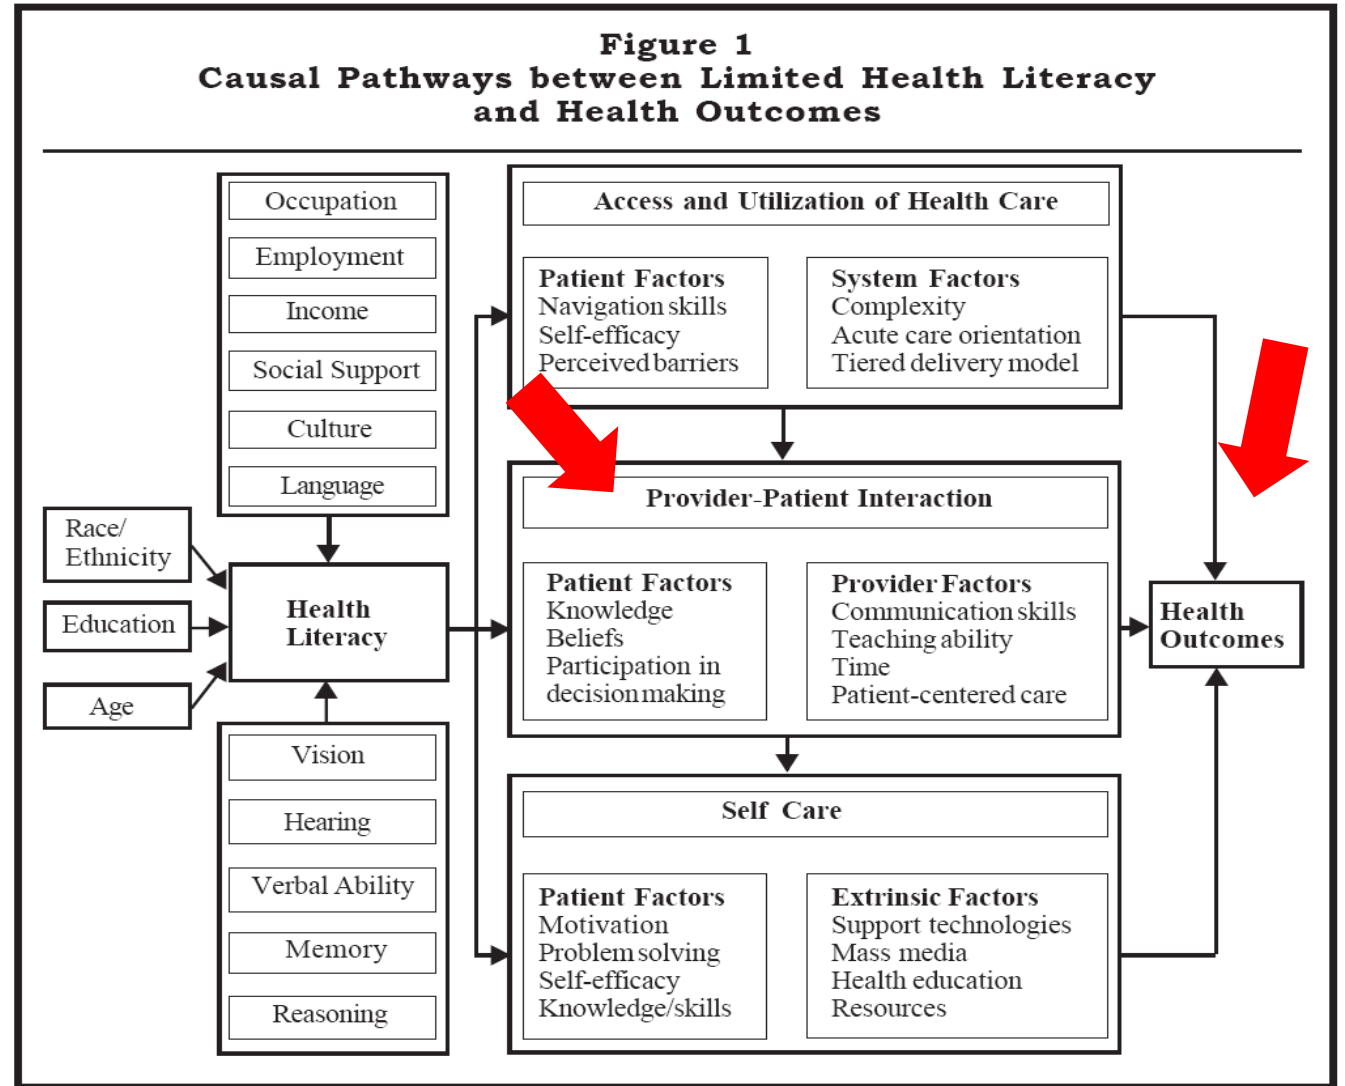 Figure 1
Causal Pathways between Limited Health Literacy
and Health Outcomes
Occupation
Employment
Income
Social Support
Culture
Language
Race/
Ethnicity
Education
Age
Health
Literacy
Vision
Hearing
Verbal Ability
Memory
Reasoning
Access and Utilization of Health Care
Patient Factors
Navigation skills
Self-efficacy
Perceived barriers
System Factors
Complexity
Acute care orientation
Tiered delivery model
Provider-Patient Interaction
Patient Factors
Knowledge
Beliefs
Participation in
decision making
Provider Factors
Communication skills
Teaching ability
Time
Patient-centered care
Self Care
Patient Factors
Motivation
Problem solving
Self-efficacy
Knowledge/skills
Extrinsic Factors
Support technologies
Mass media
Health education
Resources
Health
Outcomes